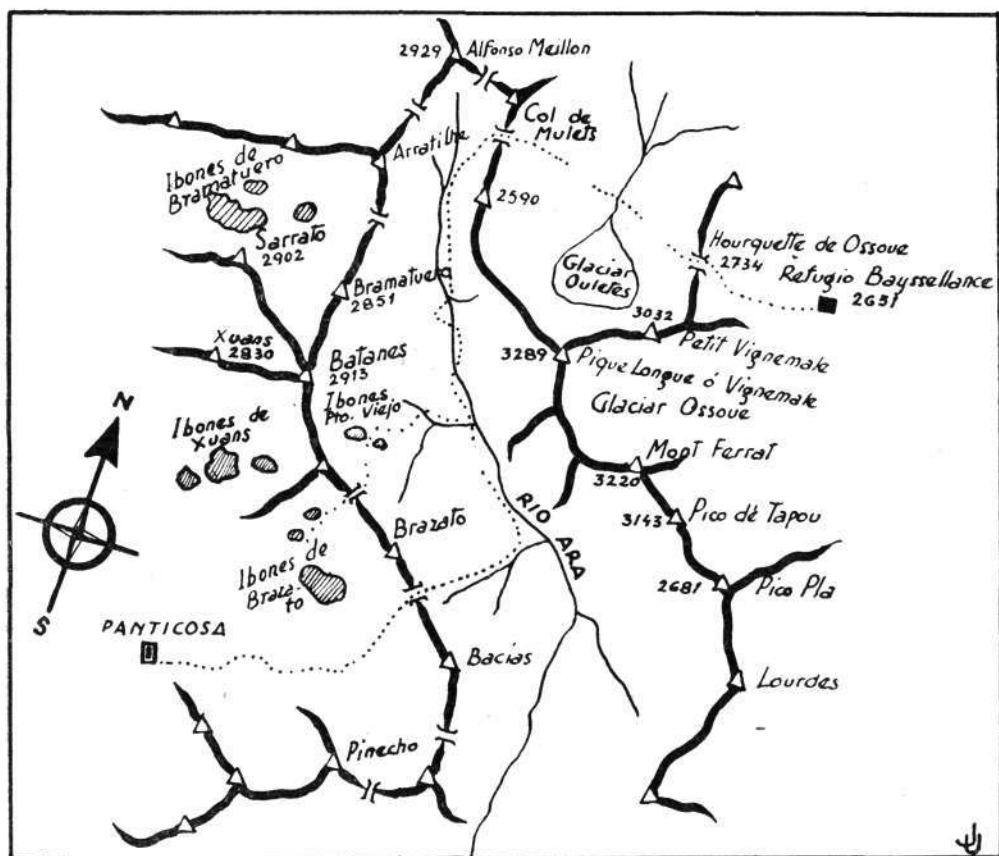 2929 Alfonso Meillon
Col de
Mulets
Arratille
Ibones de
Bramatuero
2590
Sarrato
2902
Hourquette de Ossoue
2734
Refugio Bayssellance
2651
Glaciar
Ouletes
Bramatuero
2851
3032
Petit Vignemale
Xuans
2830
Batanes
2913
3289
Pique Longue ó Vignemale
Ibones
Pto. Viejo
Glaciar Ossoue
N
Ibones de
Xuans
Mont Ferrat
3220
RIO
ARA
3143
Pico de Tapou
Brazato
Ibones de
Braza-
to
2681
Pico Pla
S
PANTICOSA
Bacias
Lourdes
Pinecho